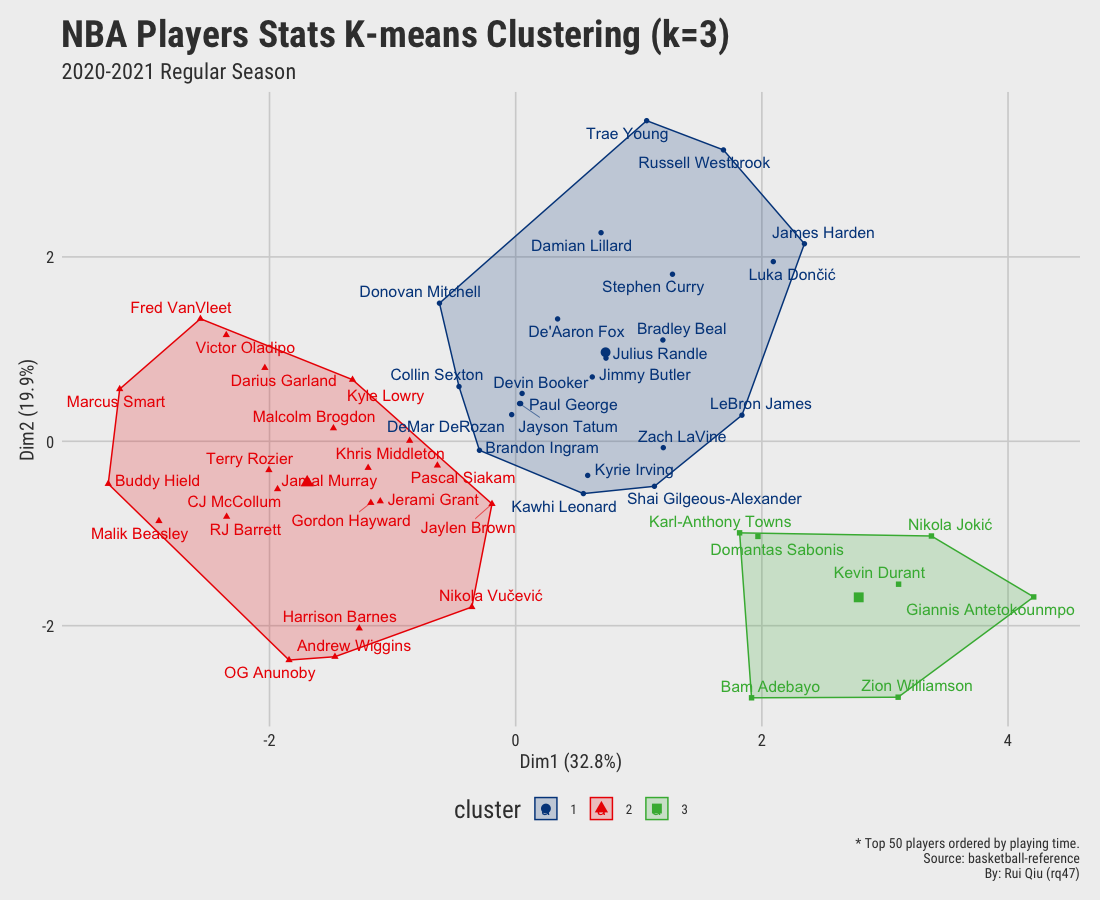 NBA Players Stats K-means Clustering (k=3)
2020-2021 Regular Season
Trae Young
Russell Westbrook
James Harden
Damian Lillard
2
Luka Dončić
Stephen Curry
Donovan Mitchell
Fred VanVleet
De'Aaron Fox
Bradley Beal
Victor Oladipo
Julius Randle
Collin Sexton
Jimmy Butler
Darius Garland
Devin Booker
Kyle Lowry
Marcus Smart
Paul George
LeBron James
Malcolm Brogdon
DeMar DeRozan
Jayson Tatum
Zach LaVine
0
Brandon Ingram
Khris Middleton
Terry Rozier
Kyrie Irving
Pascal Siakam
Buddy Hield
Jamal Murray
CJ McCollum
Jerami Grant
Shai Gilgeous-Alexander
Kawhi Leonard
Gordon Hayward
Karl-Anthony Towns
Nikola Jokić
Jaylen Brown
RJ Barrett
Malik Beasley
Domantas Sabonis
Kevin Durant
Nikola Vučević
Giannis Antetokounmpo
Harrison Barnes
-2
Andrew Wiggins
OG Anunoby
Bam Adebayo
Zion Williamson
Dim2 (19.9%)
-2
0
2
4
Dim1 (32.8%)
cluster 1 2 3
* Top 50 players ordered by playing time.
Source: basketball-reference
By: Rui Qiu (rq47)